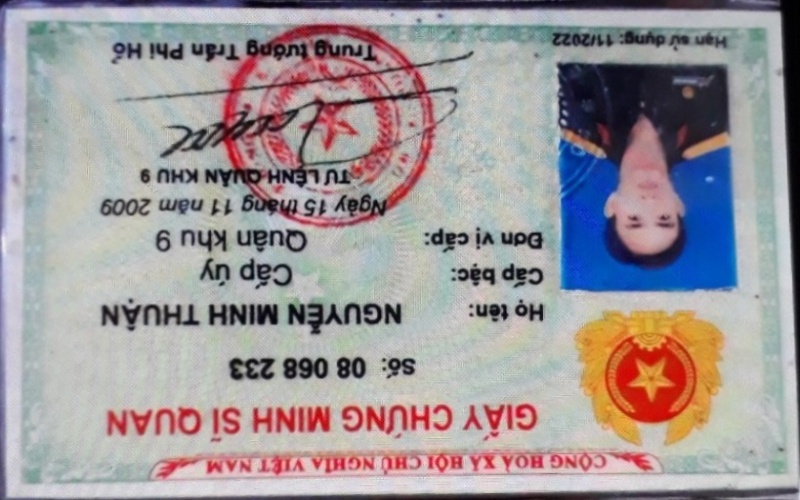 CỘNG HOÀ XÃ HỘI CHỦ NGHĨA VIỆT NAM
GIẤY CHỨNG MINH SĨ QUAN
Số: 08 068 233
Họ tên: NGUYỄN MINH THUẬN
Cấp bậc: Cấp úy
Đơn vị cấp: Quân khu 9
Ngày 15 tháng 11 năm 2009
TƯ LỆNH QUÂN KHU 9
Trung tướng Trần Phi Hổ
Hạn sử dụng: 11/2022